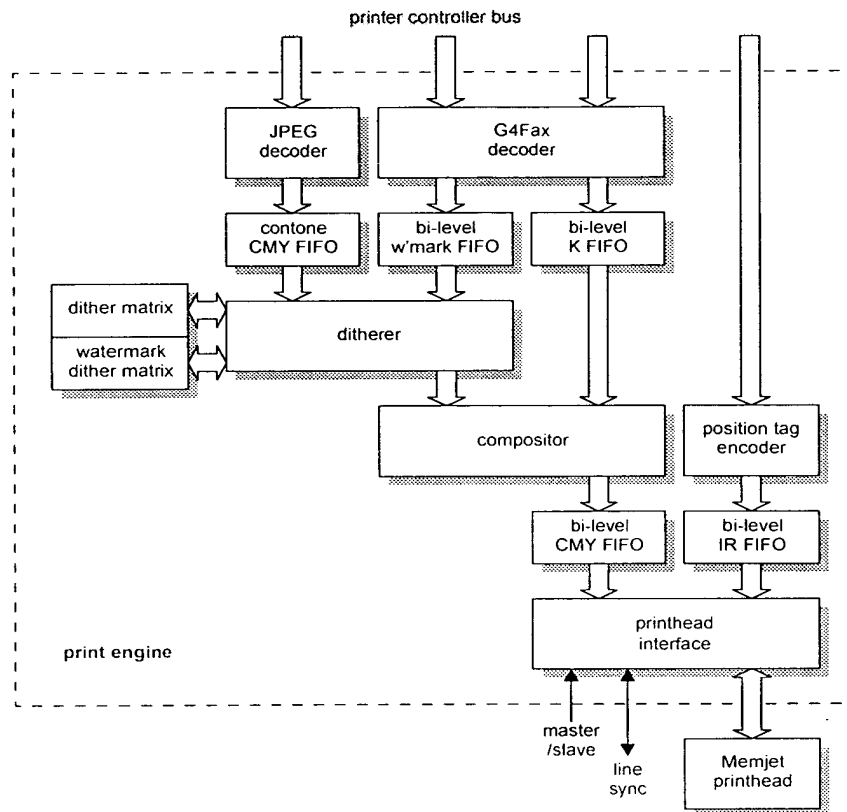 printer controller bus
JPEG
decoder
G4Fax
decoder
contone
CMY FIFO
bi-level
w'mark FIFO
bi-level
K FIFO
dither matrix
watermark
dither matrix
ditherer
compositor
position tag
encoder
bi-level
CMY FIFO
bi-level
IR FIFO
printhead
interface
print engine
master
/slave
line
sync
Memjet
printhead